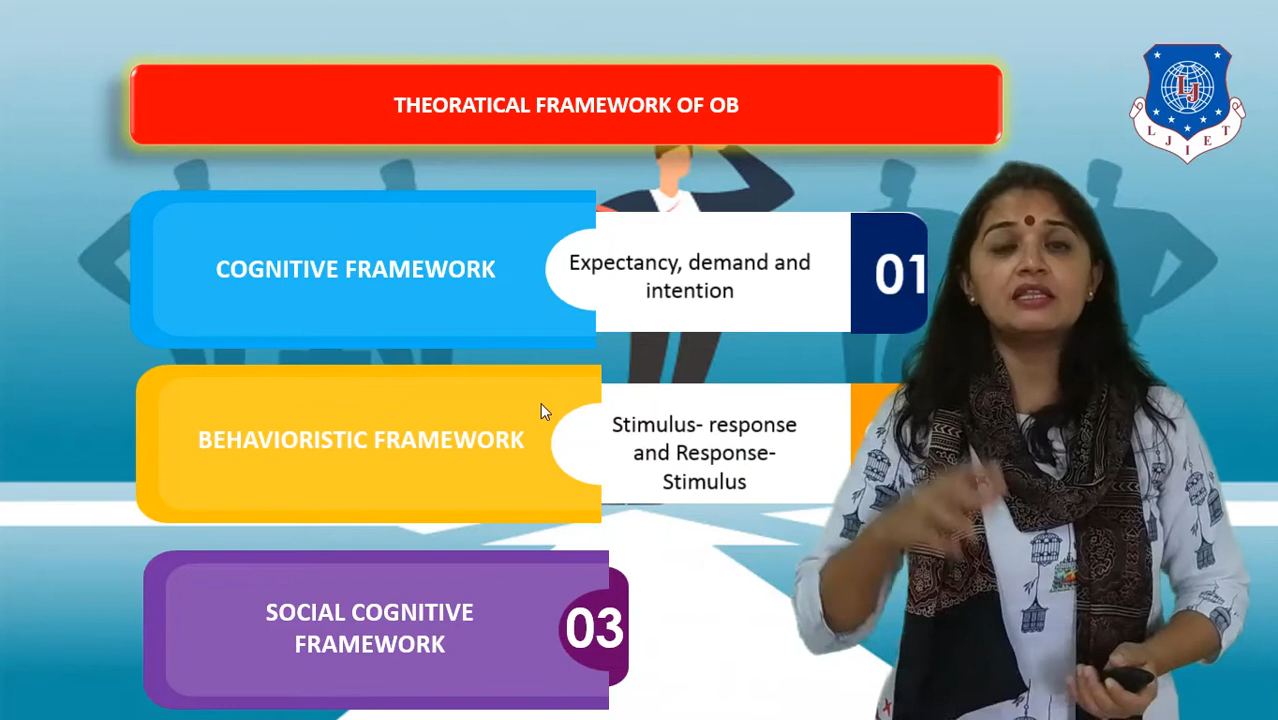 THEORATICAL FRAMEWORK OF OB
LJ
L J I E T
COGNITIVE FRAMEWORK
Expectancy, demand and
intention
01
BEHAVIORISTIC FRAMEWORK
Stimulus- response
and Response-
Stimulus
SOCIAL COGNITIVE
FRAMEWORK
03